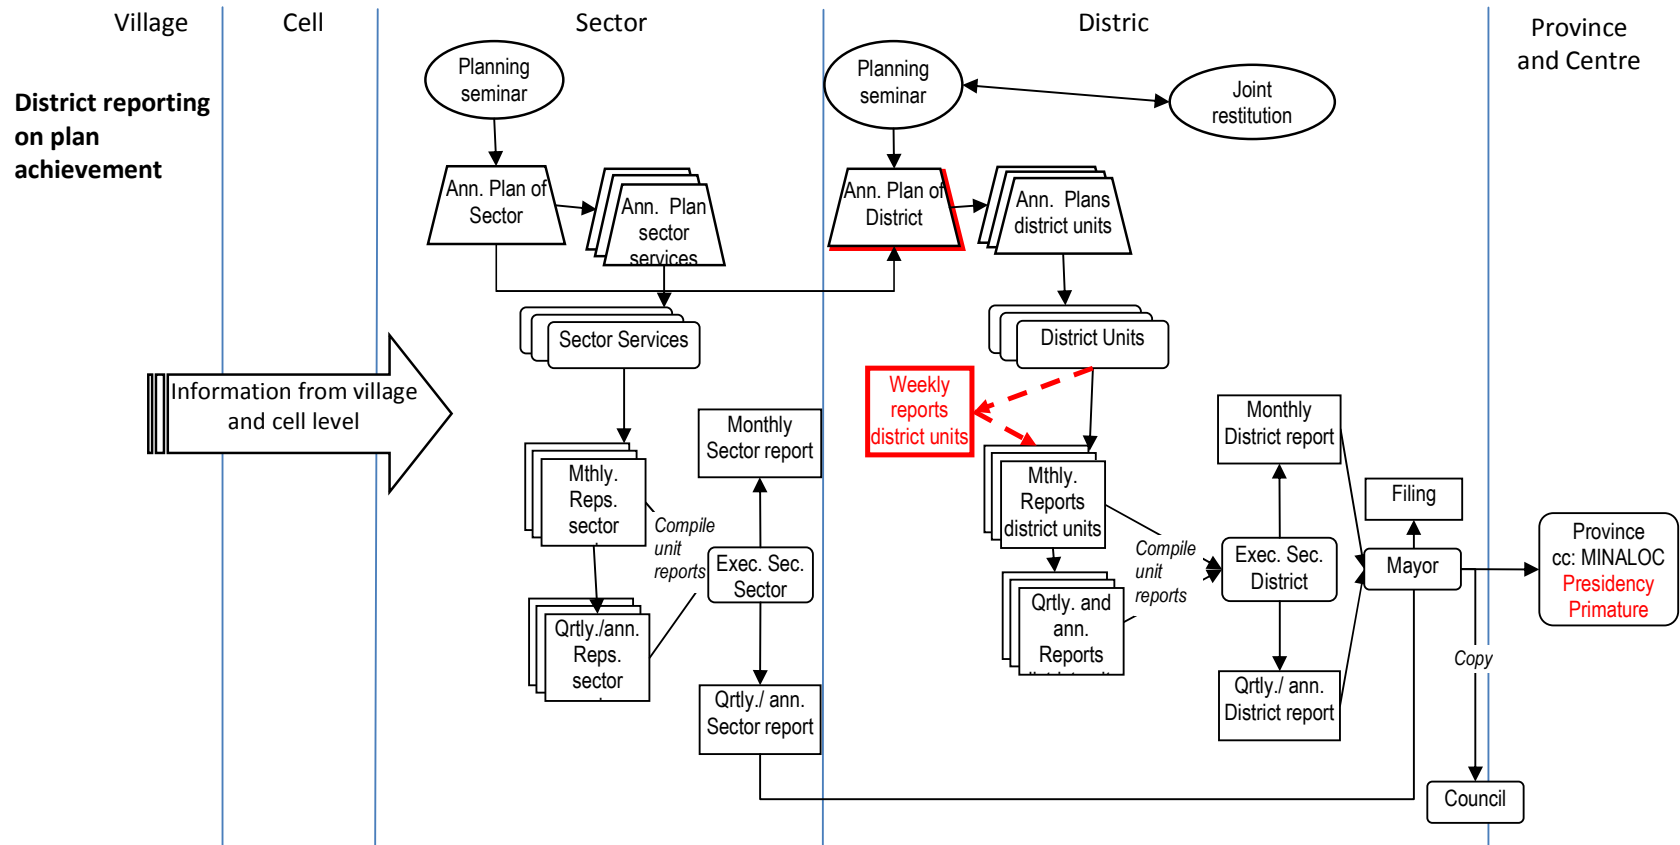 Village
Cell
Sector
Distric
Province
and Centre
District reporting
on plan
achievement
Planning
seminar
Planning
seminar
Joint
restitution
Ann. Plan of
Sector
Ann. Plan
sector
services
Ann. Plan of
District
Ann. Plans
district units
Sector Services
District Units
Information from village
and cell level
Weekly
reports
district units
Monthly
Sector report
Monthly
District report
Mthly.
Reps.
sector
Compile
unit
reports
Mthly.
Reports
district units
Compile
unit
reports
Filing
Exec. Sec.
Sector
Exec. Sec.
District
Mayor
Province
cc: MINALOC
Presidency
Primature
Qrtly./ann.
Reps.
sector
Qrtly. and
ann.
Reports
Copy
Qrtly./ ann.
Sector report
Qrtly./ ann.
District report
Council